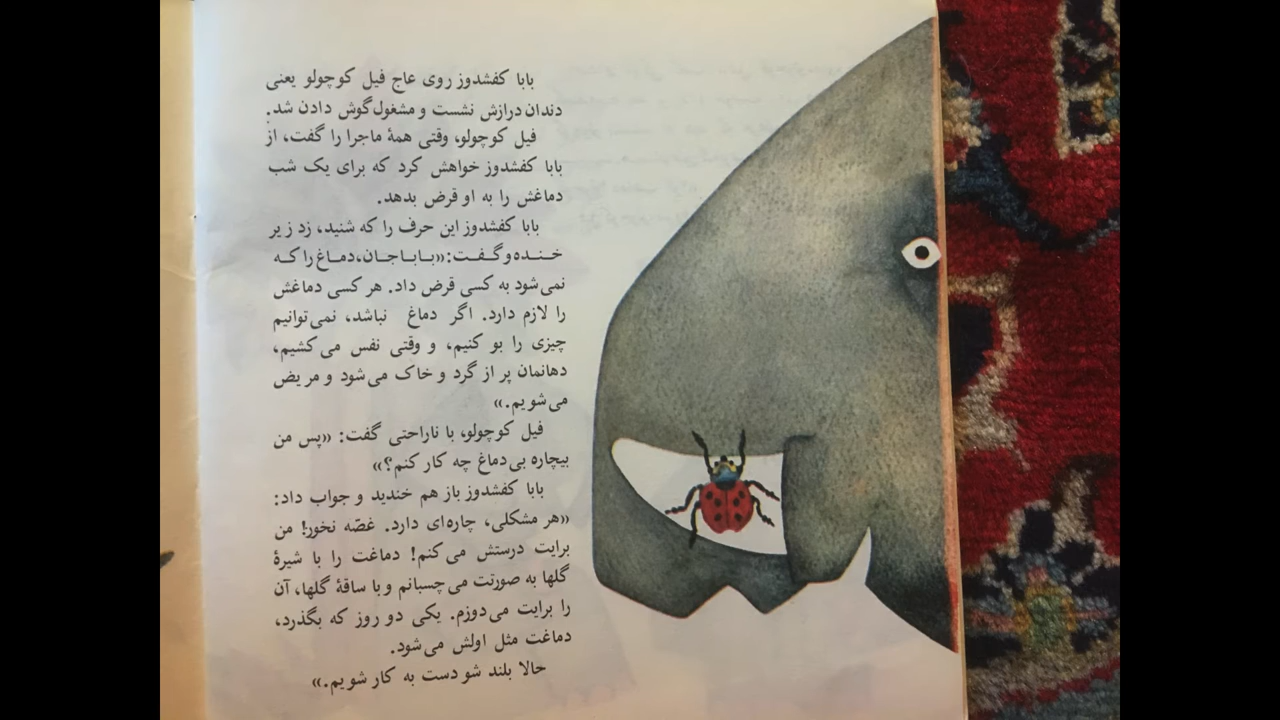 بابا کفشدوز روی عاج فیل کوچولو یعنی
دندان درازش نشست و مشغول گوش دادن شد.
فیل کوچولو، وقتی همهٔ ماجرا را گفت، از
بابا کفشدوز خواهش کرد که برای یک شب
دماغش را به او قرض بدهد.
بابا کفشدوز این حرف را که شنید، زد زیر
خنده و گفت: «باباجان، دماغ را که
نمی‌شود به کسی قرض داد. هر کسی دماغش
را لازم دارد. اگر دماغ نباشد، نمی‌توانیم
چیزی را بو کنیم، و وقتی نفس می‌کشیم،
دهانمان پر از گرد و خاک می‌شود و مریض
می‌شویم.»
فیل کوچولو، با ناراحتی گفت: «پس من
بیچاره بی‌دماغ چه کار کنم؟»
بابا کفشدوز باز هم خندید و جواب داد:
«هر مشکلی، چاره‌ای دارد. غصّه نخور! من
برایت درستش می‌کنم! دماغت را با شیرهٔ
گلها به صورتت می‌چسبانم و با ساقهٔ گلها، آن
را برایت می‌دوزم. یکی دو روز که بگذرد،
دماغت مثل اولش می‌شود.
حالا بلند شو دست به کار شویم.»